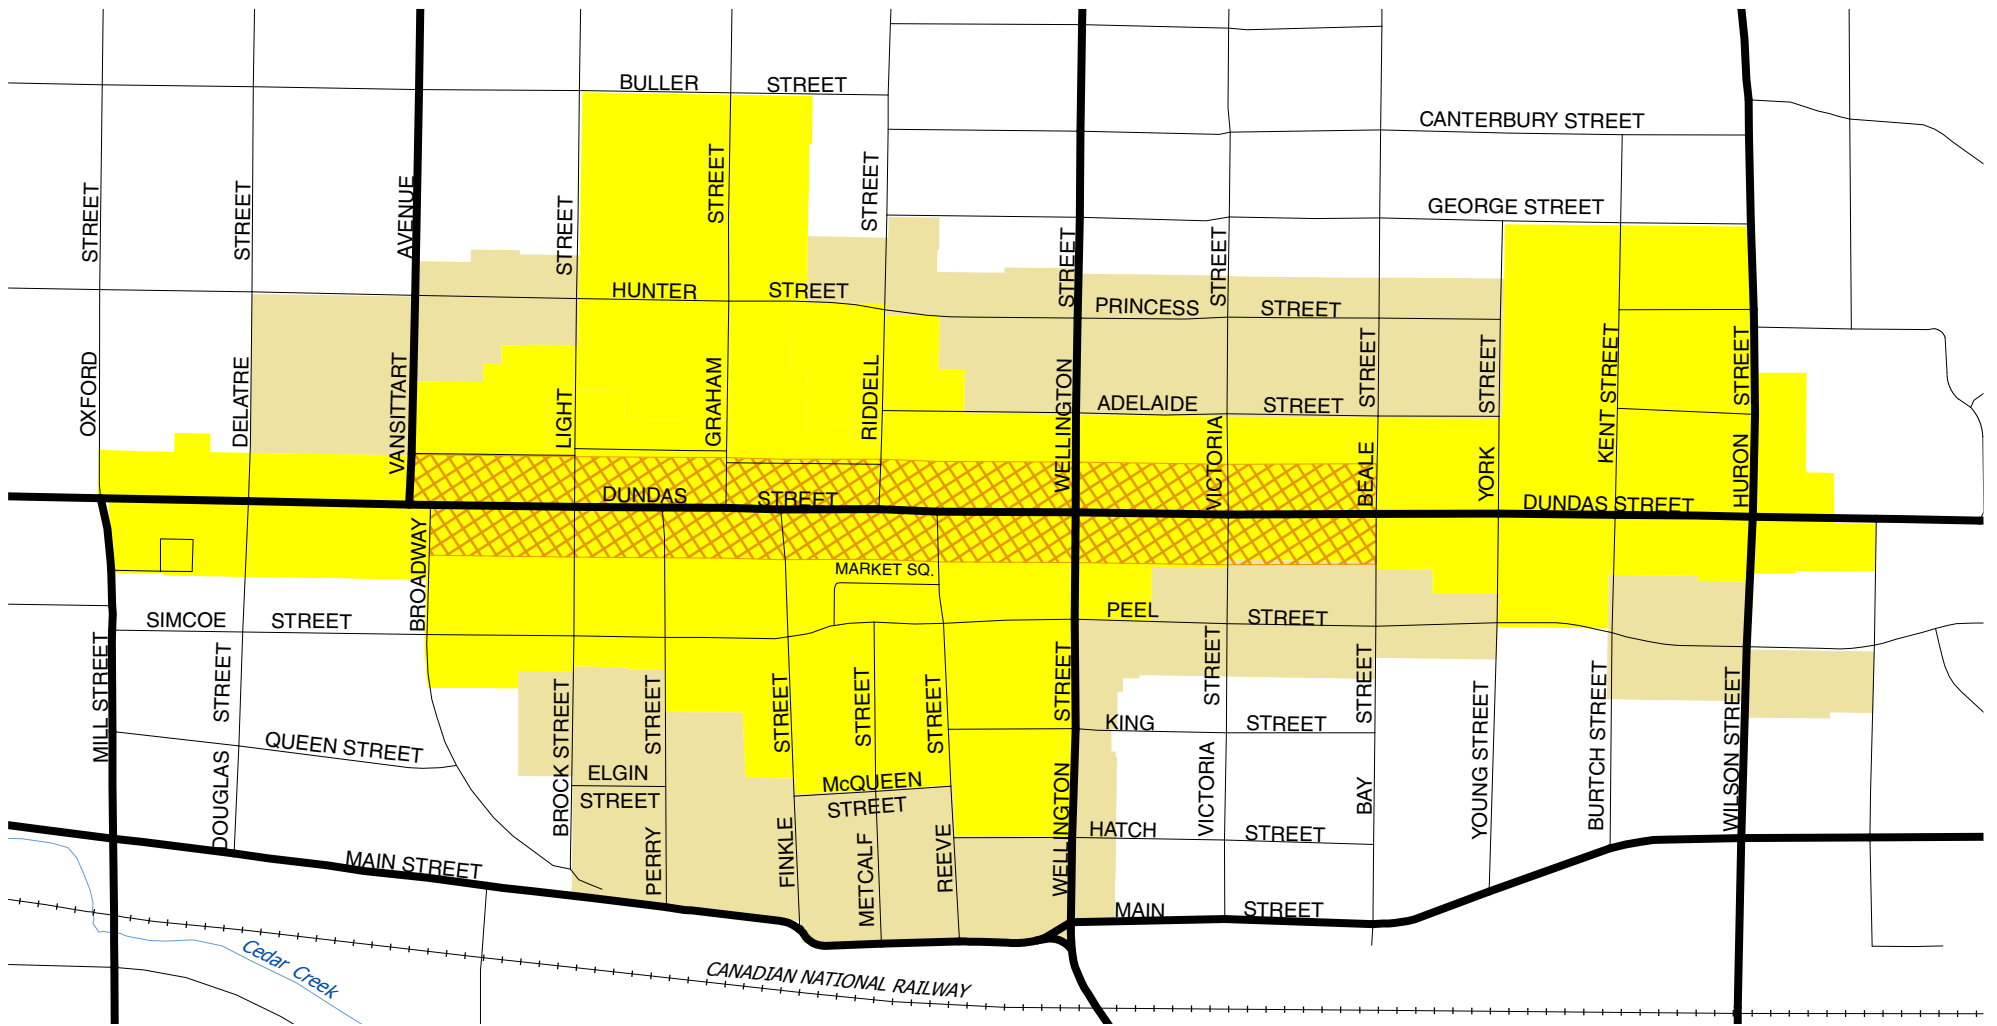 BULLER STREET
CANTERBURY STREET
GEORGE STREET
OXFORD STREET
DELATRE STREET
VANSITTART AVENUE
LIGHT STREET
GRAHAM STREET
RIDDELL STREET
WELLINGTON STREET
VICTORIA STREET
BEALE STREET
YORK STREET
KENT STREET
HURON STREET
HUNTER STREET
PRINCESS STREET
ADELAIDE STREET
DUNDAS STREET
DUNDAS STREET
MARKET SQ.
SIMCOE STREET
PEEL STREET
MILL STREET
DOUGLAS STREET
BROADWAY
BROCK STREET
PERRY STREET
FINKLE STREET
METCALF STREET
REEVE STREET
WELLINGTON STREET
VICTORIA STREET
BAY STREET
YOUNG STREET
BURTCH STREET
WILSON STREET
QUEEN STREET
KING STREET
ELGIN
STREET
McQUEEN
STREET
HATCH STREET
MAIN STREET
MAIN STREET
Cedar Creek
CANADIAN NATIONAL RAILWAY